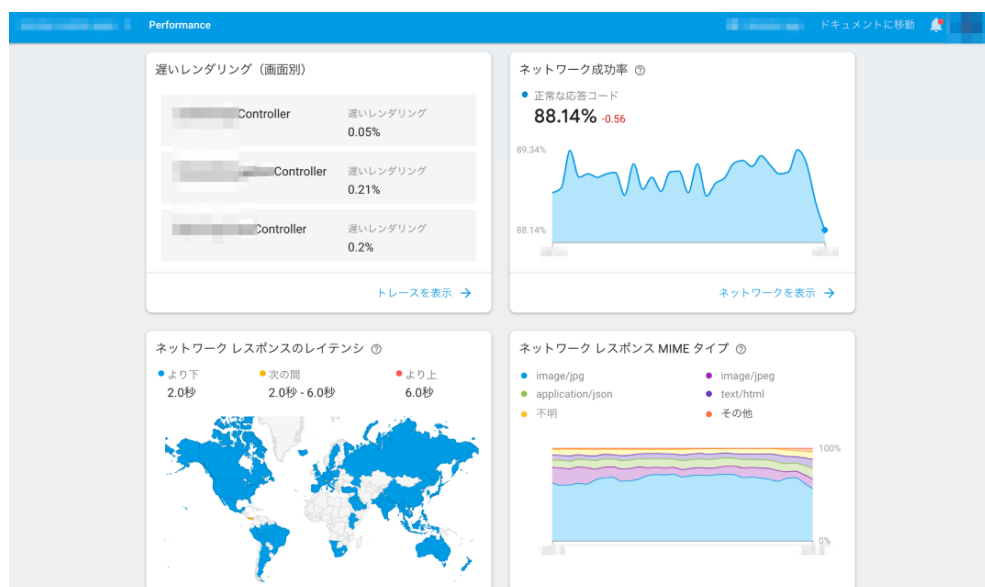 Performance
ドキュメントに移動
遅いレンダリング（画面別）
Controller
遅いレンダリング
0.05%
Controller
遅いレンダリング
0.21%
Controller
遅いレンダリング
0.2%
トレースを表示 →
ネットワーク成功率
正常な応答コード
88.14% -0.56
89.34%
88.14%
ネットワークを表示 →
ネットワーク レスポンスのレイテンシ
より下
2.0秒
次の間
2.0秒 - 6.0秒
より上
6.0秒
ネットワーク レスポンス MIME タイプ
image/jpg
image/jpeg
application/json
text/html
不明
その他
100%
0%